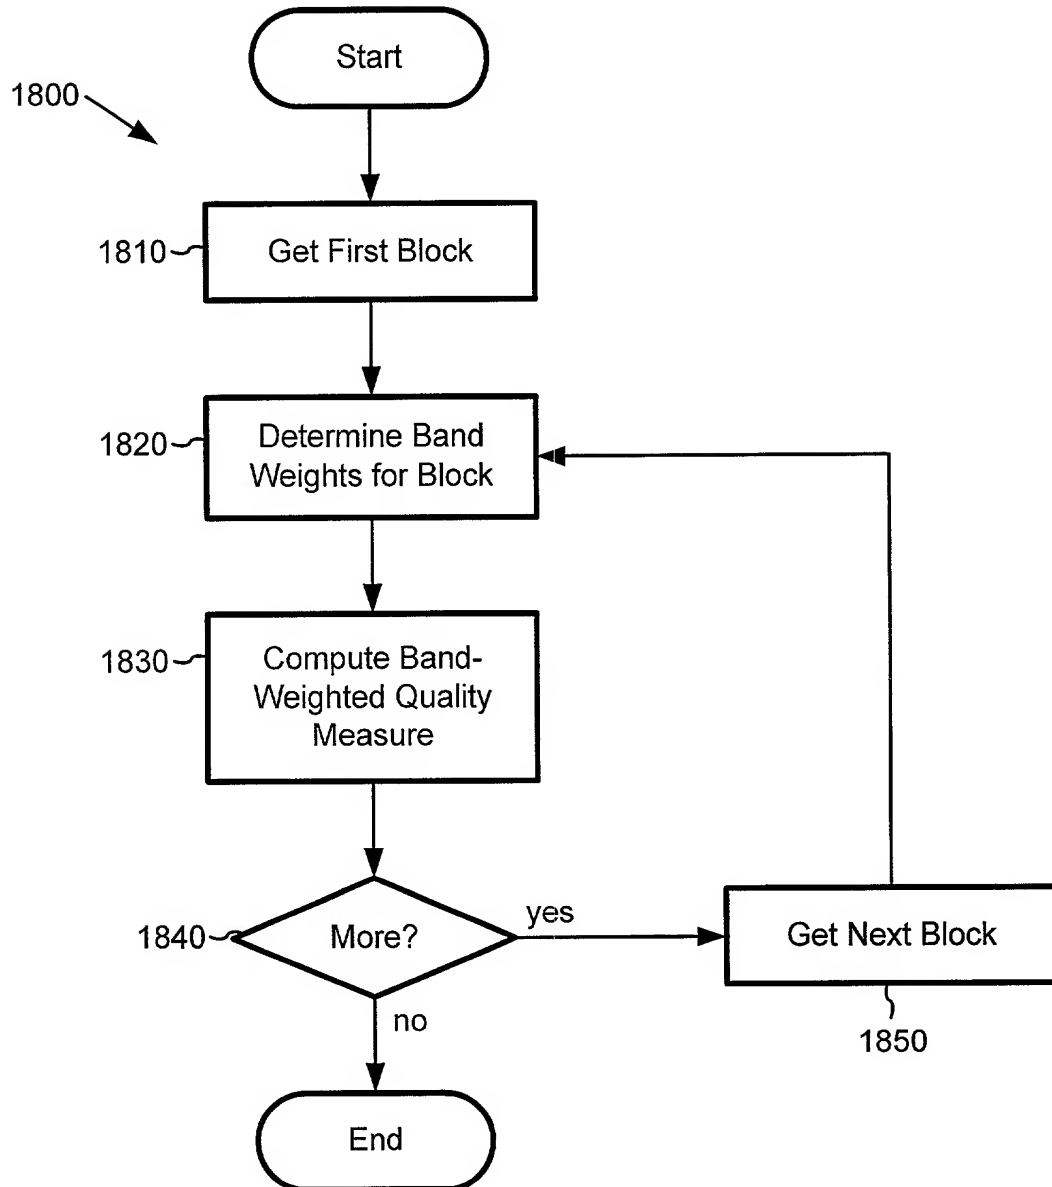 Start
1800
1810
Get First Block
1820
Determine Band
Weights for Block
1830
Compute Band-
Weighted Quality
Measure
1840
More?
yes
Get Next Block
1850
no
End